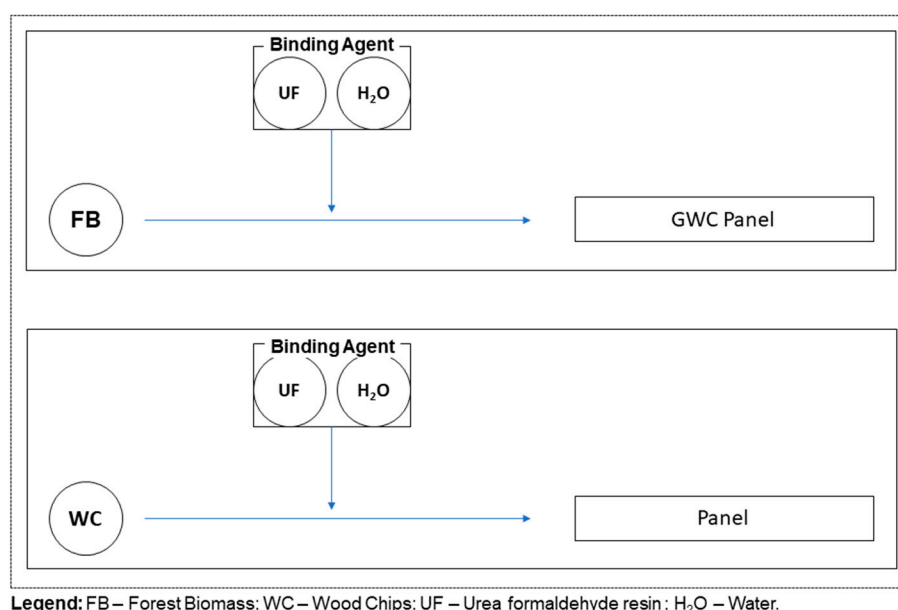 Binding Agent
UF
H₂O
FB
GWC Panel
Binding Agent
UF
H₂O
WC
Panel
Legend: FB – Forest Biomass; WC – Wood Chips; UF – Urea formaldehyde resin ; H₂O – Water.